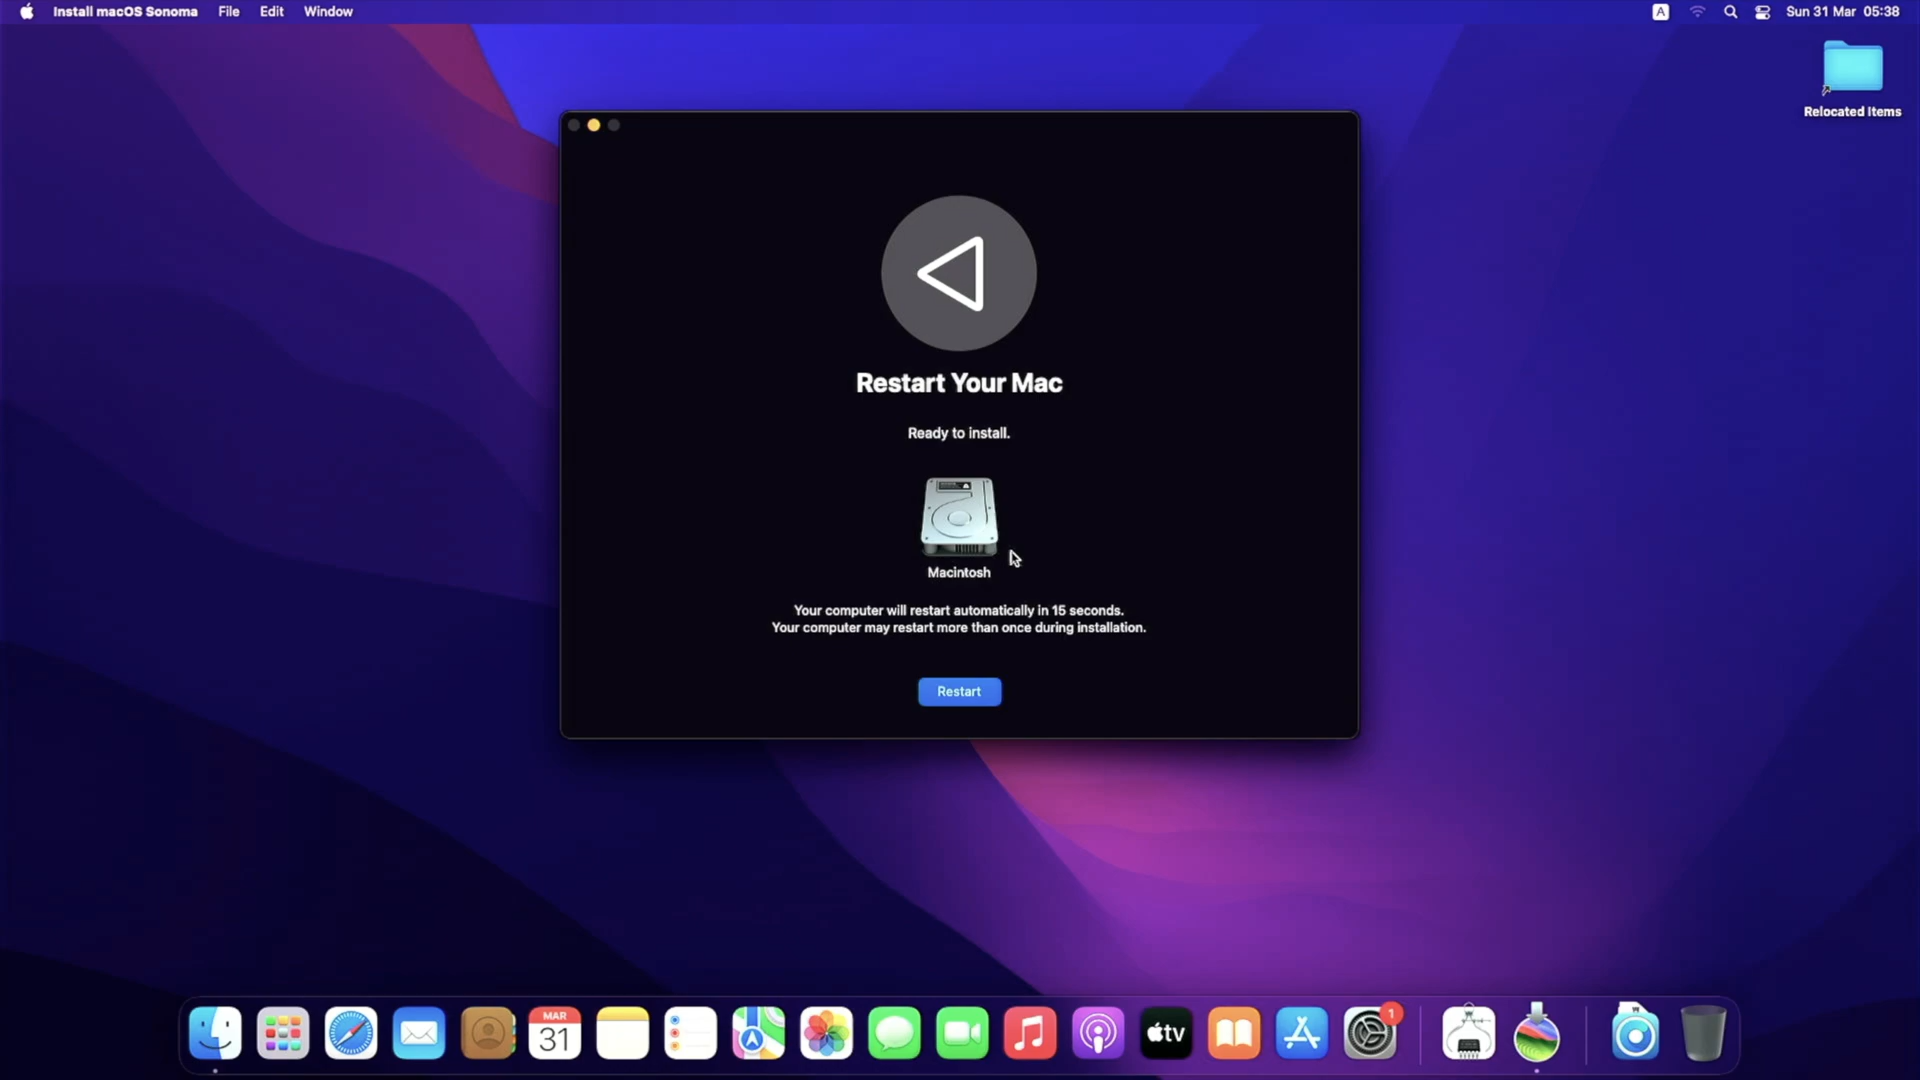 Install macOS Sonoma File Edit Window A Sun 31 Mar 05:38
Relocated Items
Restart Your Mac
Ready to install.
Macintosh
Your computer will restart automatically in 15 seconds.
Your computer may restart more than once during installation.
Restart
MAR
31
tv
1